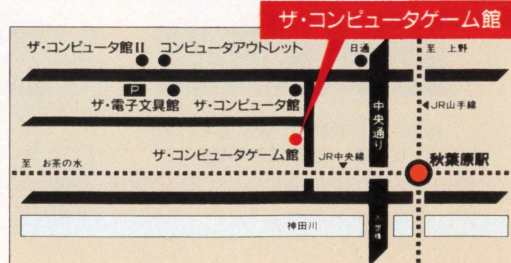 ザ・コンピュータゲーム館
ザ・コンピュータ館II
コンピュータアウトレット
日通
至 上野
P
ザ・電子文具館
ザ・コンピュータ館
中央通り
JR山手線
ザ・コンピュータゲーム館
JR中央線
秋葉原駅
至 お茶の水
神田川
万世橋